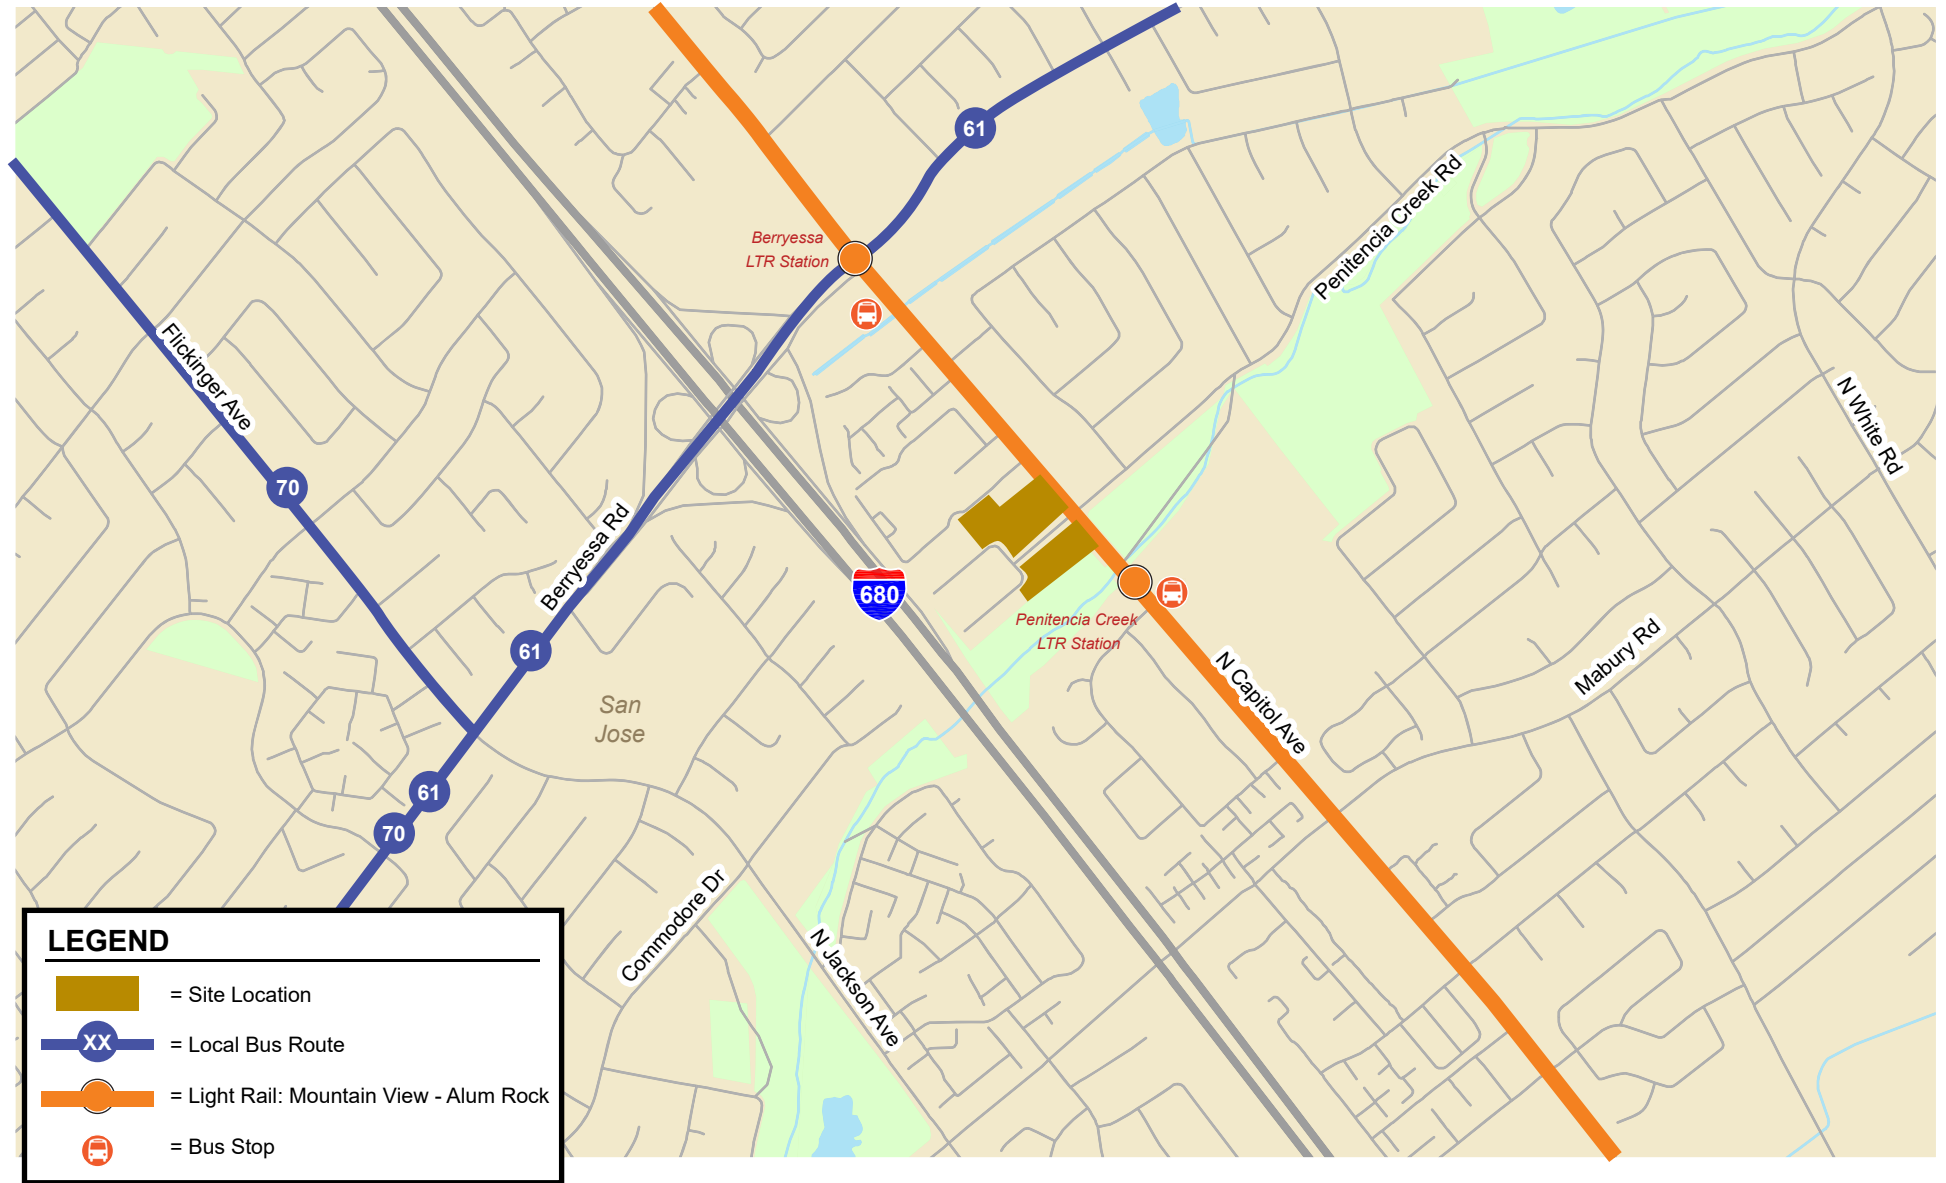 61
Penitencia Creek Rd
Berryessa
LTR Station
Flickinger Ave
N White Rd
70
Berryessa Rd
680
Penitencia Creek
LTR Station
61
Mabury Rd
N Capitol Ave
San
Jose
61
70
Commodore Dr
N Jackson Ave
LEGEND
= Site Location
XX
= Local Bus Route
= Light Rail: Mountain View - Alum Rock
= Bus Stop